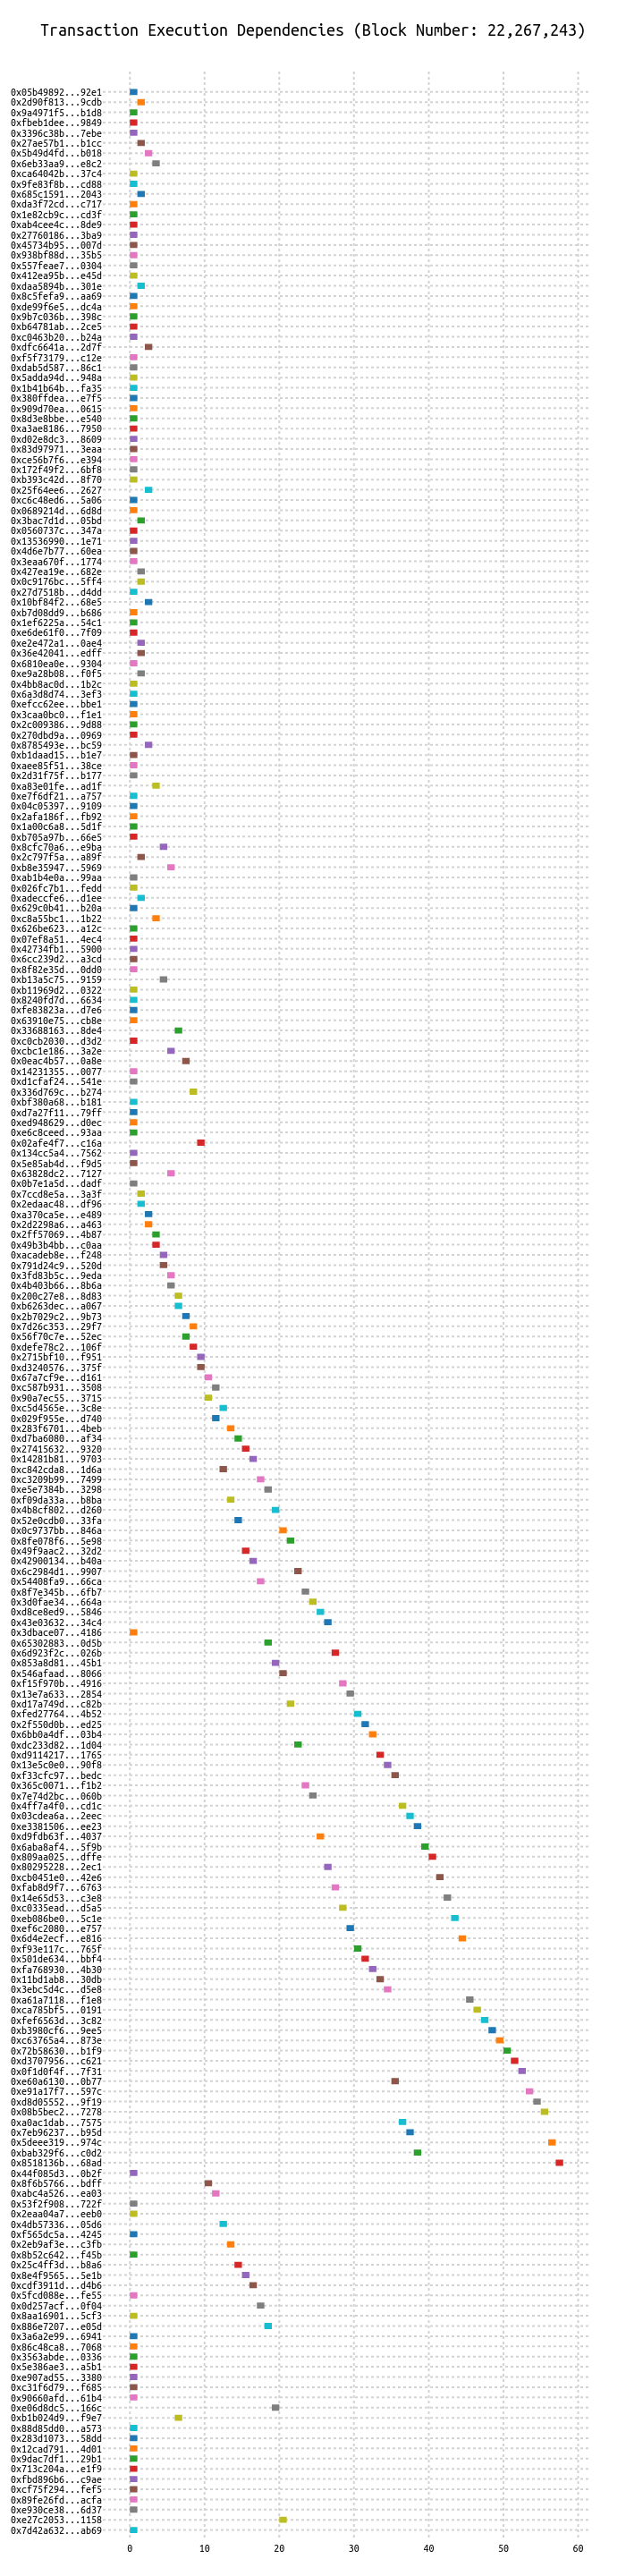 Transaction Execution Dependencies (Block Number: 22,267,243)
0x05b49892...92e1
0x2d90f813...9cdb
0x9a4971f5...b1d8
0xfbeb1dee...9849
0x3396c38b...7ebe
0x27ae57b1...b1cc
0x5b49d4fd...b018
0x6eb33aa9...e8c2
0xca64042b...37c4
0x9fe83f8b...cd88
0x685c1591...2043
0xda3f72cd...c717
0x1e82cb9c...cd3f
0xab4cee4c...8de9
0x27760186...3ba9
0x45734b95...007d
0x938bf88d...35b5
0x557feae7...0304
0x412ea95b...e45d
0xdaa5894b...301e
0x8c5fefa9...aa69
0xde99f6e5...dc4a
0x9b7c036b...398c
0xb64781ab...2ce5
0xc0463b20...b24a
0xdfc6641a...2d7f
0xf5f73179...c12e
0xdab5d587...86c1
0x5adda94d...948a
0x1b41b64b...fa35
0x380ffdea...e7f5
0x909d70ea...0615
0x8d3e8bbe...e540
0xa3ae8186...7950
0xd02e8dc3...8609
0x83d97971...3eaa
0xce56b7f6...e394
0x172f49f2...6bf8
0xb393c42d...8f70
0x25f64ee6...2627
0xc6c48ed6...5a06
0x0689214d...6d8d
0x3bac7d1d...05bd
0x0560737c...347a
0x13536990...1e71
0x4d6e7b77...60ea
0x3eaa670f...1774
0x427ea19e...682e
0x0c9176bc...5ff4
0x27d7518b...d4dd
0x10bf84f2...68e5
0xb7d08dd9...b686
0x1ef6225a...54c1
0xe6de61f0...7f09
0xe2e472a1...0ae4
0x36e42041...edff
0x6810ea0e...9304
0xe9a28b08...f0f5
0x4bb8ac0d...1b2c
0x6a3d8d74...3ef3
0xefcc62ee...bbe1
0x3caa0bc0...f1e1
0x2c009386...9d88
0x270dbd9a...0969
0x8785493e...bc59
0xb1daad15...b1e7
0xaee85f51...38ce
0x2d31f75f...b177
0xa83e01fe...ad1f
0xe7f6df21...a757
0x04c05397...9109
0x2afa186f...fb92
0x1a00c6a8...5d1f
0xb705a97b...66e5
0x8cfc70a6...e9ba
0x2c797f5a...a89f
0xb8e35947...5969
0xab1b4e0a...99aa
0x026fc7b1...fedd
0xadeccfe6...d1ee
0x629c0b41...b20a
0xc8a55bc1...1b22
0x626be623...a12c
0x07ef8a51...4ec4
0x42734fb1...5900
0x6cc239d2...a3cd
0x8f82e35d...0dd0
0xb13a5c75...9159
0xb11969d2...0322
0x8240fd7d...6634
0xfe83823a...d7e6
0x63910e75...cb8e
0x33688163...8de4
0xc0cb2030...d3d2
0xcbc1e186...3a2e
0x0eac4b57...0a8e
0x14231355...0077
0xd1cfaf24...541e
0x336d769c...b274
0xbf380a68...b181
0xd7a27f11...79ff
0xed948629...d0ec
0xe6c8ceed...93aa
0x02afe4f7...c16a
0x134cc5a4...7562
0x5e85ab4d...f9d5
0x63828dc2...7127
0x0b7e1a5d...dadf
0x7ccd8e5a...3a3f
0x2edaac48...df96
0xa370ca5e...e489
0x2d2298a6...a463
0x2ff57069...4b87
0x49b3b4bb...c0aa
0xacadeb8e...f248
0x791d24c9...520d
0x3fd83b5c...9eda
0x4b403b66...8b6a
0x200c27e8...8d83
0xb6263dec...a067
0x2b7029c2...9b73
0x7d26c353...29f7
0x56f70c7e...52ec
0xdefe78c2...106f
0x2715bf10...f951
0xd3240576...375f
0x67a7cf9e...d161
0xc587b931...3508
0x90a7ec55...3715
0xc5d4565e...3c8e
0x029f955e...d740
0x283f6701...4beb
0xd7ba6080...af34
0x27415632...9320
0x14281b81...9703
0xc842cda8...1d6a
0xc3209b99...7499
0xe5e7384b...3298
0xf09da33a...b8ba
0x4b8cf802...d260
0x52e0cdb0...33fa
0x0c9737bb...846a
0x8fe078f6...5e98
0x49f9aac2...32d2
0x42900134...b40a
0x6c2984d1...9907
0x54408fa9...66ca
0x8f7e345b...6fb7
0x3d0fae34...664a
0xd8ce8ed9...5846
0x43e03632...34c4
0x3dbace07...4186
0x65302883...0d5b
0x6d923f2c...026b
0x853a8d81...45b1
0x546afaad...8066
0xf15f970b...4916
0x13e7a633...2854
0xd17a749d...c82b
0xfed27764...4b52
0x2f550d0b...ed25
0x6bb0a4df...03b4
0xdc233d82...1d04
0xd9114217...1765
0x13e5c0e0...90f8
0xf33cfc97...bedc
0x365c0071...f1b2
0x7e74d2bc...060b
0x4ff7a4f0...cd1c
0x03cdea6a...2eec
0xe3381506...ee23
0xd9fdb63f...4037
0x6aba8af4...5f9b
0x809aa025...dffe
0x80295228...2ec1
0xcb0451e0...42e6
0xfab8d9f7...6763
0x14e65d53...c3e8
0xc0335ead...d5a5
0xeb086be0...5c1e
0xef6c2080...e757
0x6d4e2ecf...e816
0xf93e117c...765f
0x501de634...bbf4
0xfa768930...4b30
0x11bd1ab8...30db
0x3ebc5d4c...d5e8
0xa61a7118...f1e8
0xca785bf5...0191
0xfef6563d...3c82
0xb3980cf6...9ee5
0xc63765a4...873e
0x72b58630...b1f9
0xd3707956...c621
0x0f1d0f4f...7f31
0xe60a6130...0b77
0xe91a17f7...597c
0xd8d05552...9f19
0x08b5bec2...7278
0xa0ac1dab...7575
0x7eb96237...b95d
0x5deee319...974c
0xbab329f6...c0d2
0x8518136b...68ad
0x44f085d3...0b2f
0x8f6b5766...bdff
0xabc4a526...ea03
0x53f2f908...722f
0x2eaa04a7...eeb0
0x4db57336...05d6
0xf565dc5a...4245
0x2eb9af3e...c3fb
0x8b52c642...f45b
0x25c4ff3d...b8a6
0x8e4f9565...5e1b
0xcdf3911d...d4b6
0x5fcd088e...fe55
0x0d257acf...0f04
0x8aa16901...5cf3
0x886e7207...e05d
0x3a6a2e99...6941
0x86c48ca8...7068
0x3563abde...0336
0x5e386ae3...a5b1
0xe907ad55...3380
0xc31f6d79...f685
0x90660afd...61b4
0xe06d8dc5...166c
0xb1b024d9...f9e7
0x88d85dd0...a573
0x283d1073...58dd
0x12cad791...4d01
0x9dac7df1...29b1
0x713c204a...e1f9
0xfbd896b6...c9ae
0xcf75f294...fef5
0x89fe26fd...acfa
0xe930ce38...6d37
0xe27c2053...1158
0x7d42a632...ab69
0 10 20 30 40 50 60